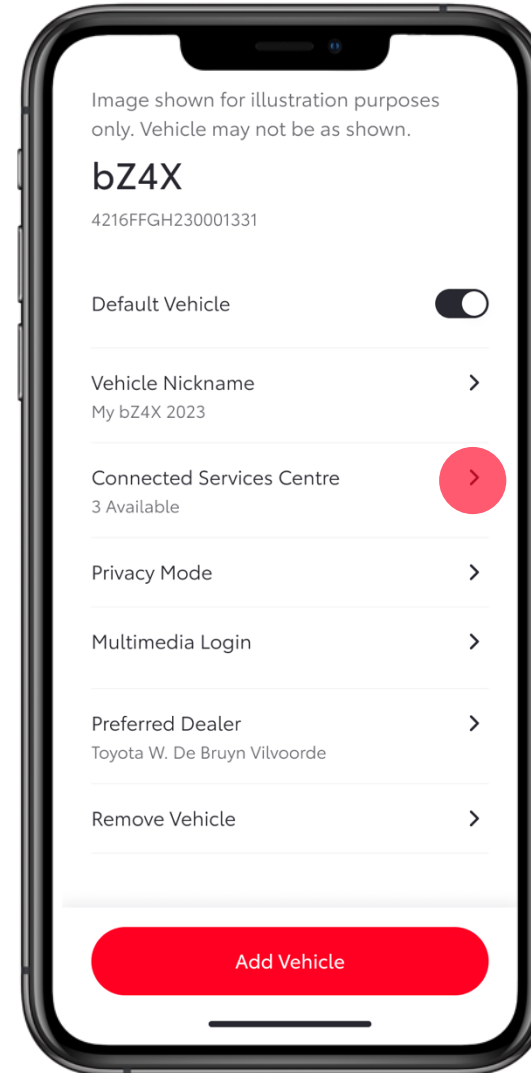 Image shown for illustration purposes
only. Vehicle may not be as shown.
bZ4X
4216FFGH230001331
Default Vehicle
Vehicle Nickname
My bZ4X 2023
Connected Services Centre
3 Available
Privacy Mode
Multimedia Login
Preferred Dealer
Toyota W. De Bruyn Vilvoorde
Remove Vehicle
Add Vehicle